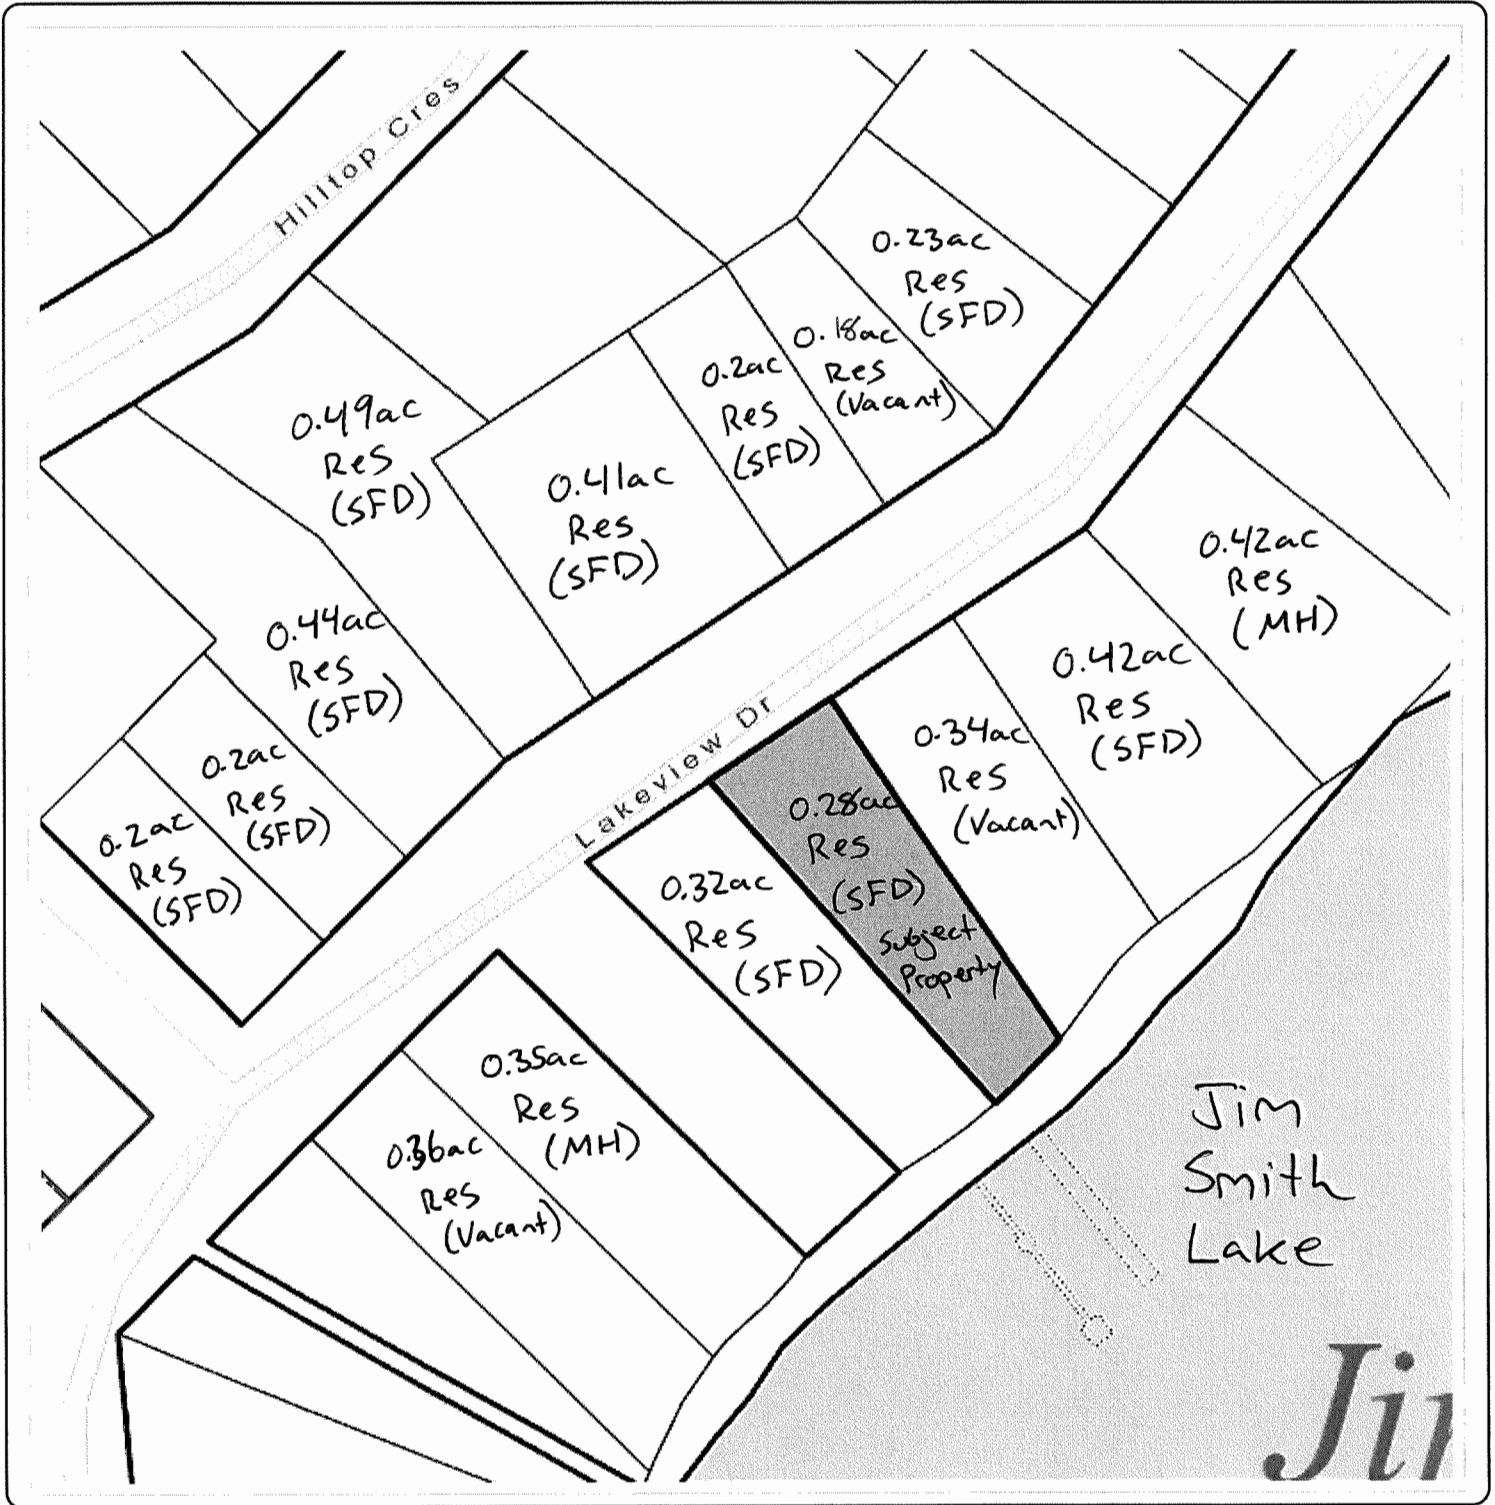 Hilltop Cres
0.23ac
Res
(SFD)
0.18ac
Res
(Vacant)
0.2ac
Res
(SFD)
0.49ac
Res
(SFD)
0.41ac
Res
(SFD)
0.42ac
Res
(MH)
0.44ac
Res
(SFD)
0.42ac
Res
(SFD)
0.2ac
Res
(SFD)
0.2ac
Res
(SFD)
Lakeview Dr
0.34ac
Res
(Vacant)
0.28ac
Res
(SFD)
Subject
Property
0.32ac
Res
(SFD)
0.35ac
Res
(MH)
0.36ac
Res
(Vacant)
Jim
Smith
Lake